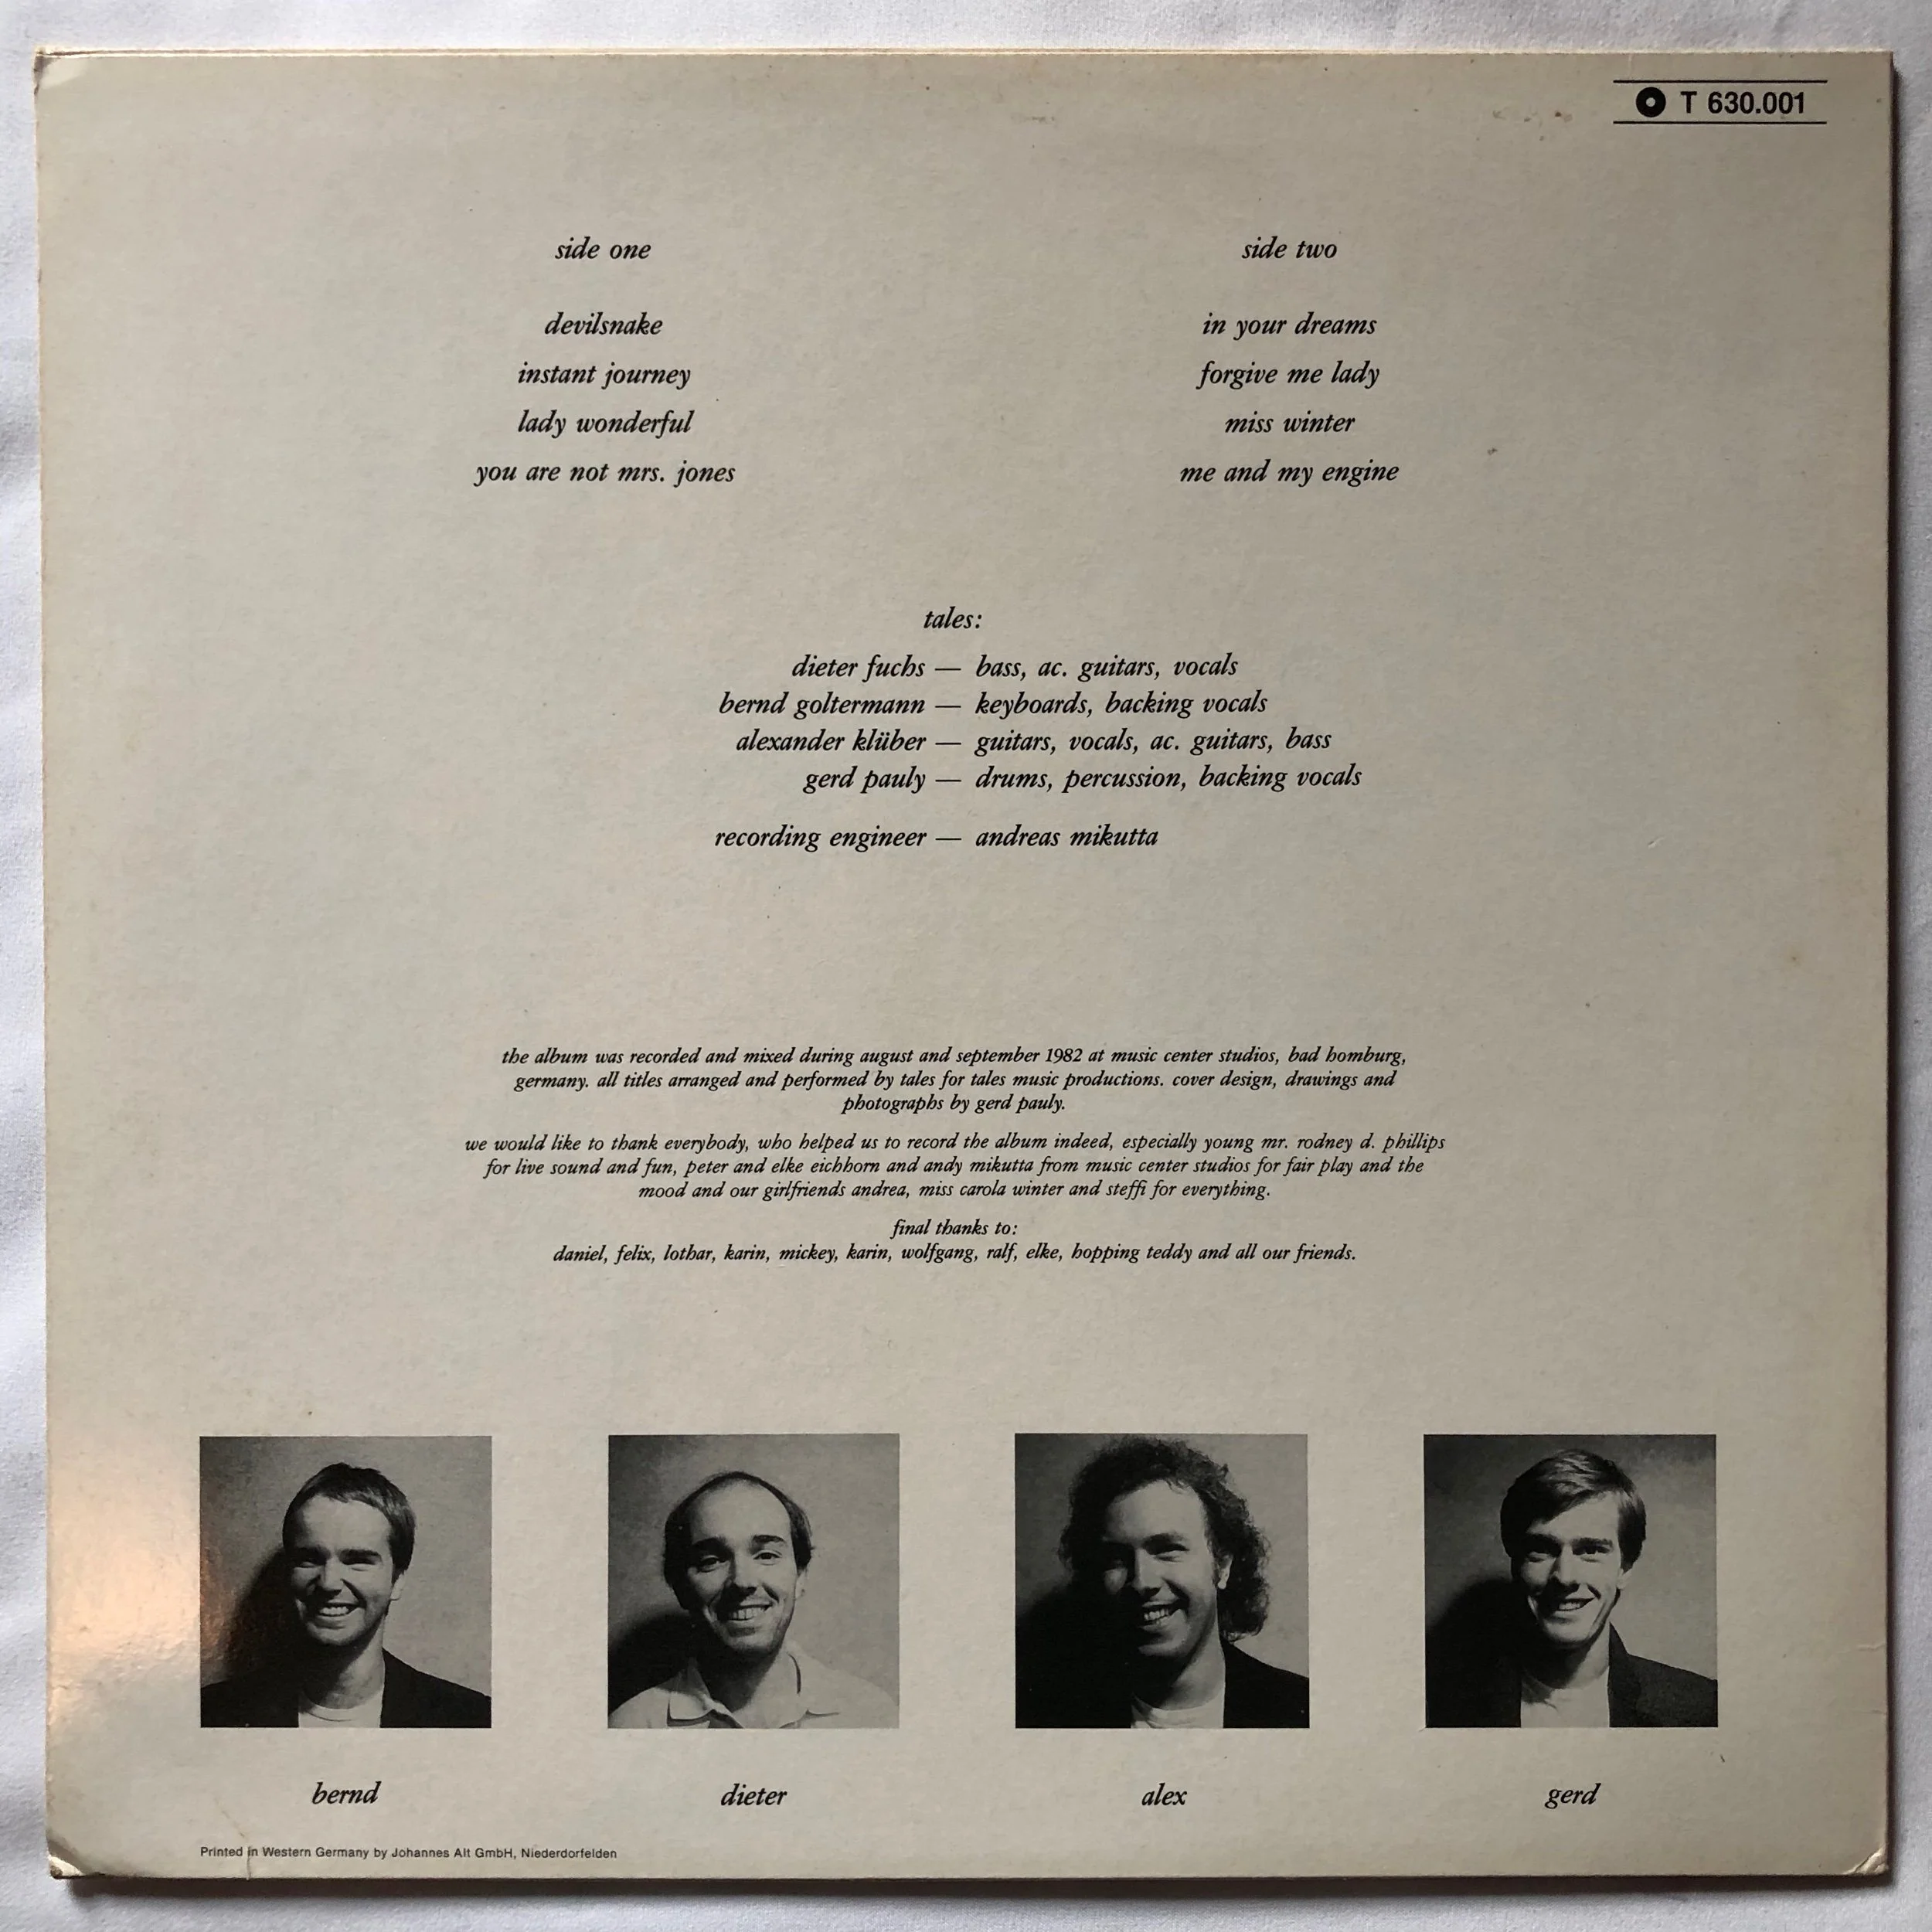 T 630.001
side one
devilsnake
instant journey
lady wonderful
you are not mrs. jones
side two
in your dreams
forgive me lady
miss winter
me and my engine
tales:
dieter fuchs — bass, ac. guitars, vocals
bernd goltermann — keyboards, backing vocals
alexander klüber — guitars, vocals, ac. guitars, bass
gerd pauly — drums, percussion, backing vocals
recording engineer — andreas mikutta
the album was recorded and mixed during august and september 1982 at music center studios, bad homburg,
germany. all titles arranged and performed by tales for tales music productions. cover design, drawings and
photographs by gerd pauly.
we would like to thank everybody, who helped us to record the album indeed, especially young mr. rodney d. phillips
for live sound and fun, peter and elke eichhorn and andy mikutta from music center studios for fair play and the
mood and our girlfriends andrea, miss carola winter and steffi for everything.
final thanks to:
daniel, felix, lothar, karin, mickey, karin, wolfgang, ralf, elke, hopping teddy and all our friends.
bernd
dieter
alex
gerd
Printed in Western Germany by Johannes Alt GmbH, Niederdorfelden